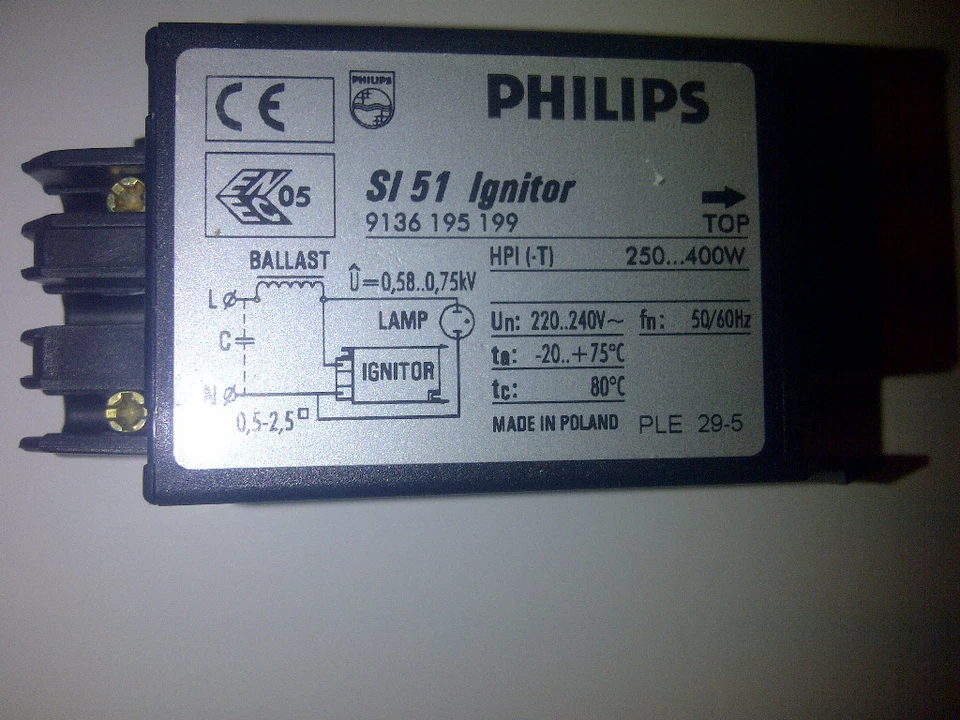 CE
PHILIPS
PHILIPS
ENEC 05
SI 51 Ignitor
9136 195 199
TOP
HPI (-T) 250...400W
BALLAST
Û=0,58..0,75kV
L
LAMP
C
IGNITOR
N
0,5-2,5□
Un: 220..240V~ fn: 50/60Hz
ta: -20..+75°C
tc: 80°C
MADE IN POLAND PLE 29-5